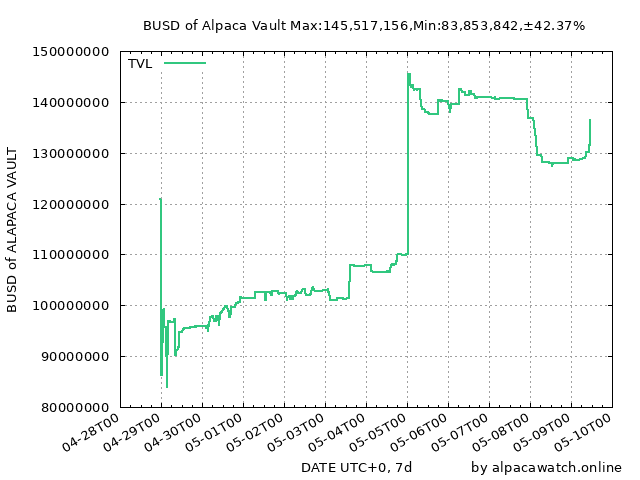 BUSD of Alpaca Vault Max:145,517,156,Min:83,853,842,±42.37%
TVL
BUSD of ALAPACA VAULT
150000000
140000000
130000000
120000000
110000000
100000000
90000000
80000000
04-28T00
04-29T00
04-30T00
05-01T00
05-02T00
05-03T00
05-04T00
05-05T00
05-06T00
05-07T00
05-08T00
05-09T00
05-10T00
DATE UTC+0, 7d
by alpacawatch.online